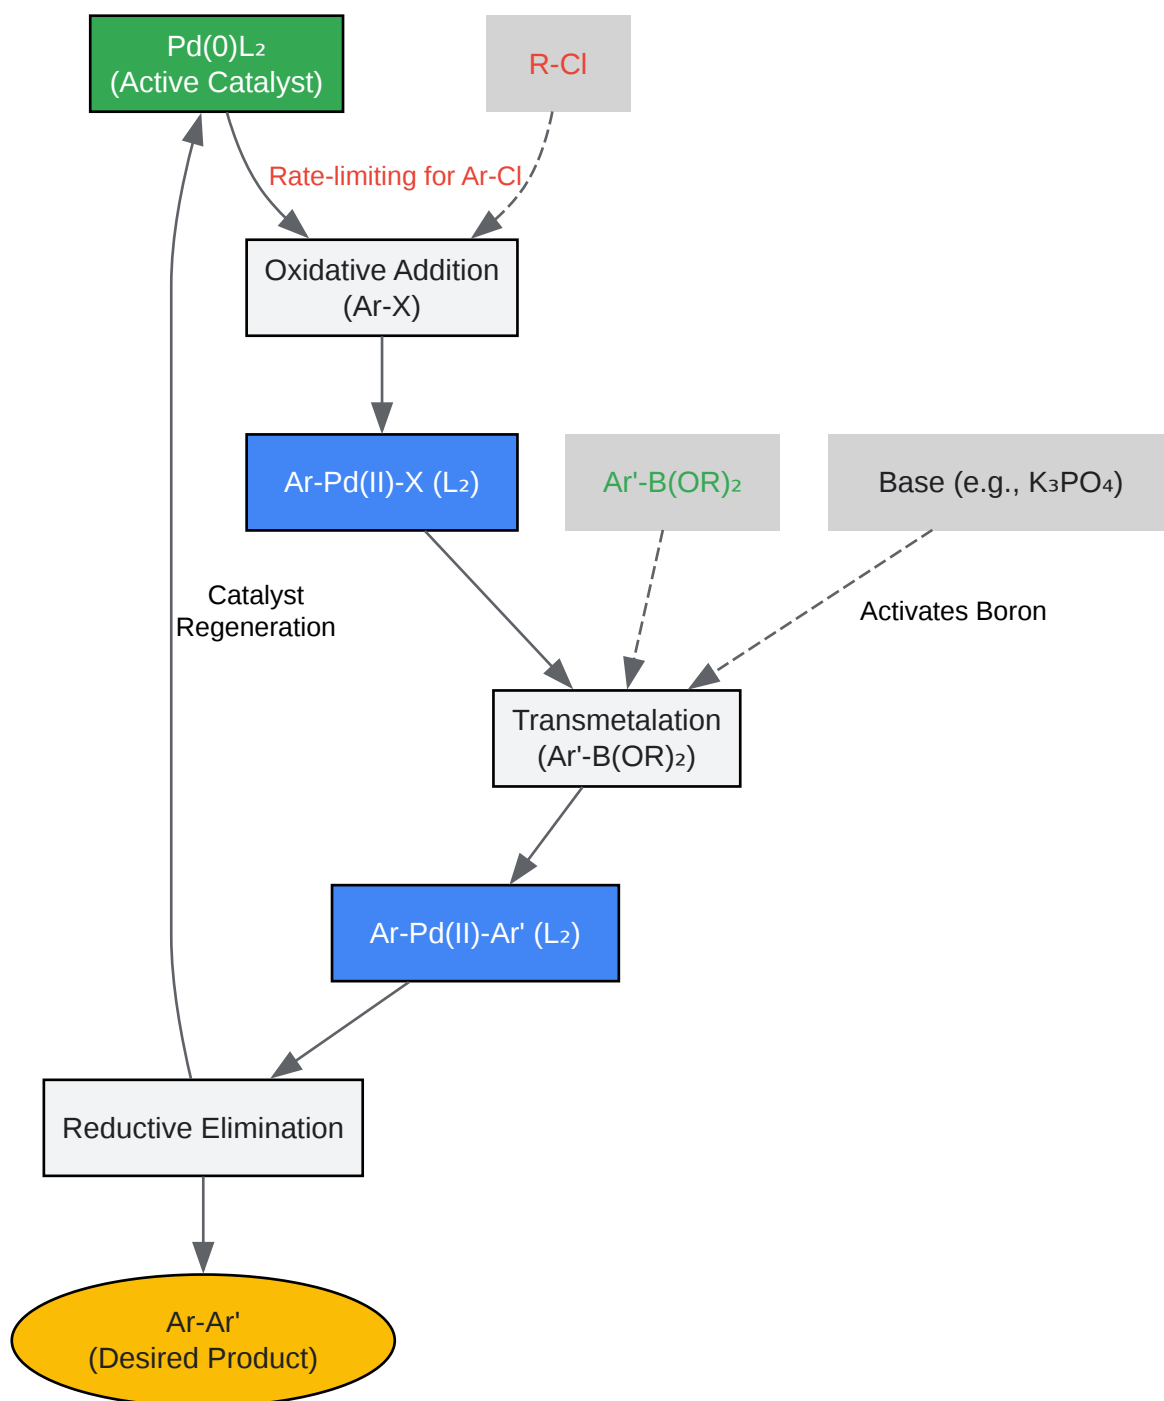 Pd(0)L₂
(Active Catalyst)
R-Cl
Rate-limiting for Ar-Cl
Oxidative Addition
(Ar-X)
Ar-Pd(II)-X (L₂)
Ar'-B(OR)₂
Base (e.g., K₃PO₄)
Catalyst
Regeneration
Activates Boron
Transmetalation
(Ar'-B(OR)₂)
Ar-Pd(II)-Ar' (L₂)
Reductive Elimination
Ar-Ar'
(Desired Product)